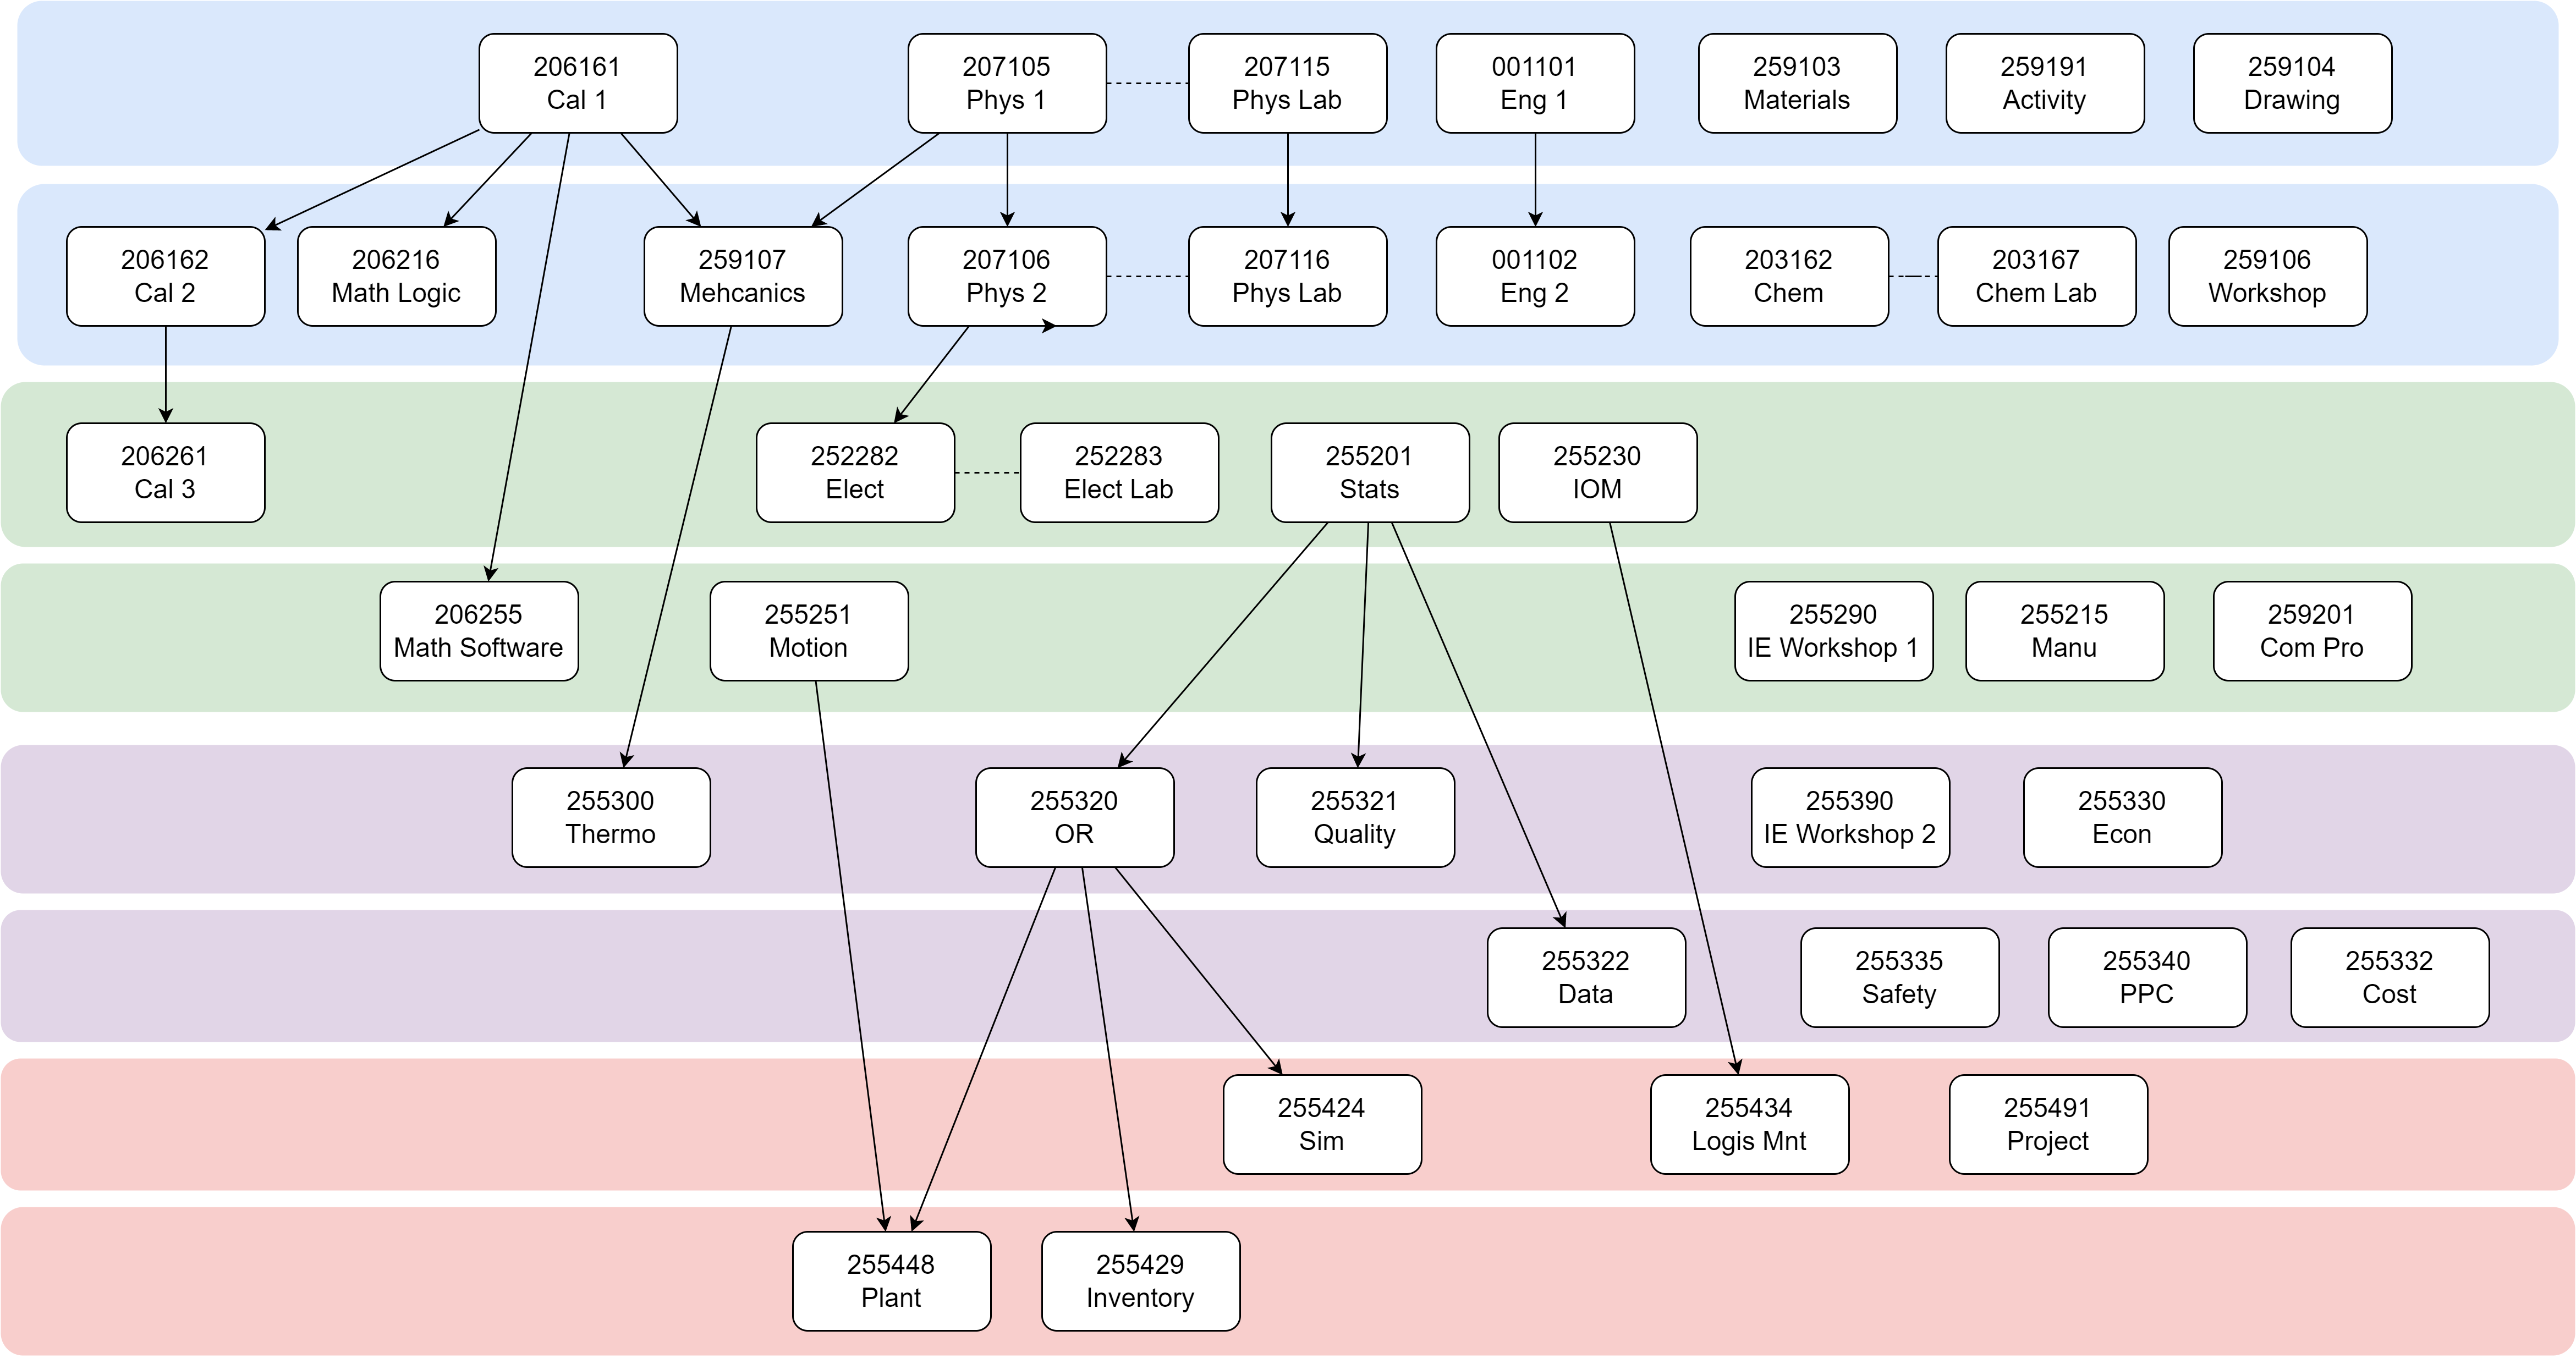 206161
Cal 1
207105
Phys 1
207115
Phys Lab
001101
Eng 1
259103
Materials
259191
Activity
259104
Drawing
206162
Cal 2
206216
Math Logic
259107
Mehcanics
207106
Phys 2
207116
Phys Lab
001102
Eng 2
203162
Chem
203167
Chem Lab
259106
Workshop
206261
Cal 3
252282
Elect
252283
Elect Lab
255201
Stats
255230
IOM
206255
Math Software
255251
Motion
255290
IE Workshop 1
255215
Manu
259201
Com Pro
255300
Thermo
255320
OR
255321
Quality
255390
IE Workshop 2
255330
Econ
255322
Data
255335
Safety
255340
PPC
255332
Cost
255424
Sim
255434
Logis Mnt
255491
Project
255448
Plant
255429
Inventory